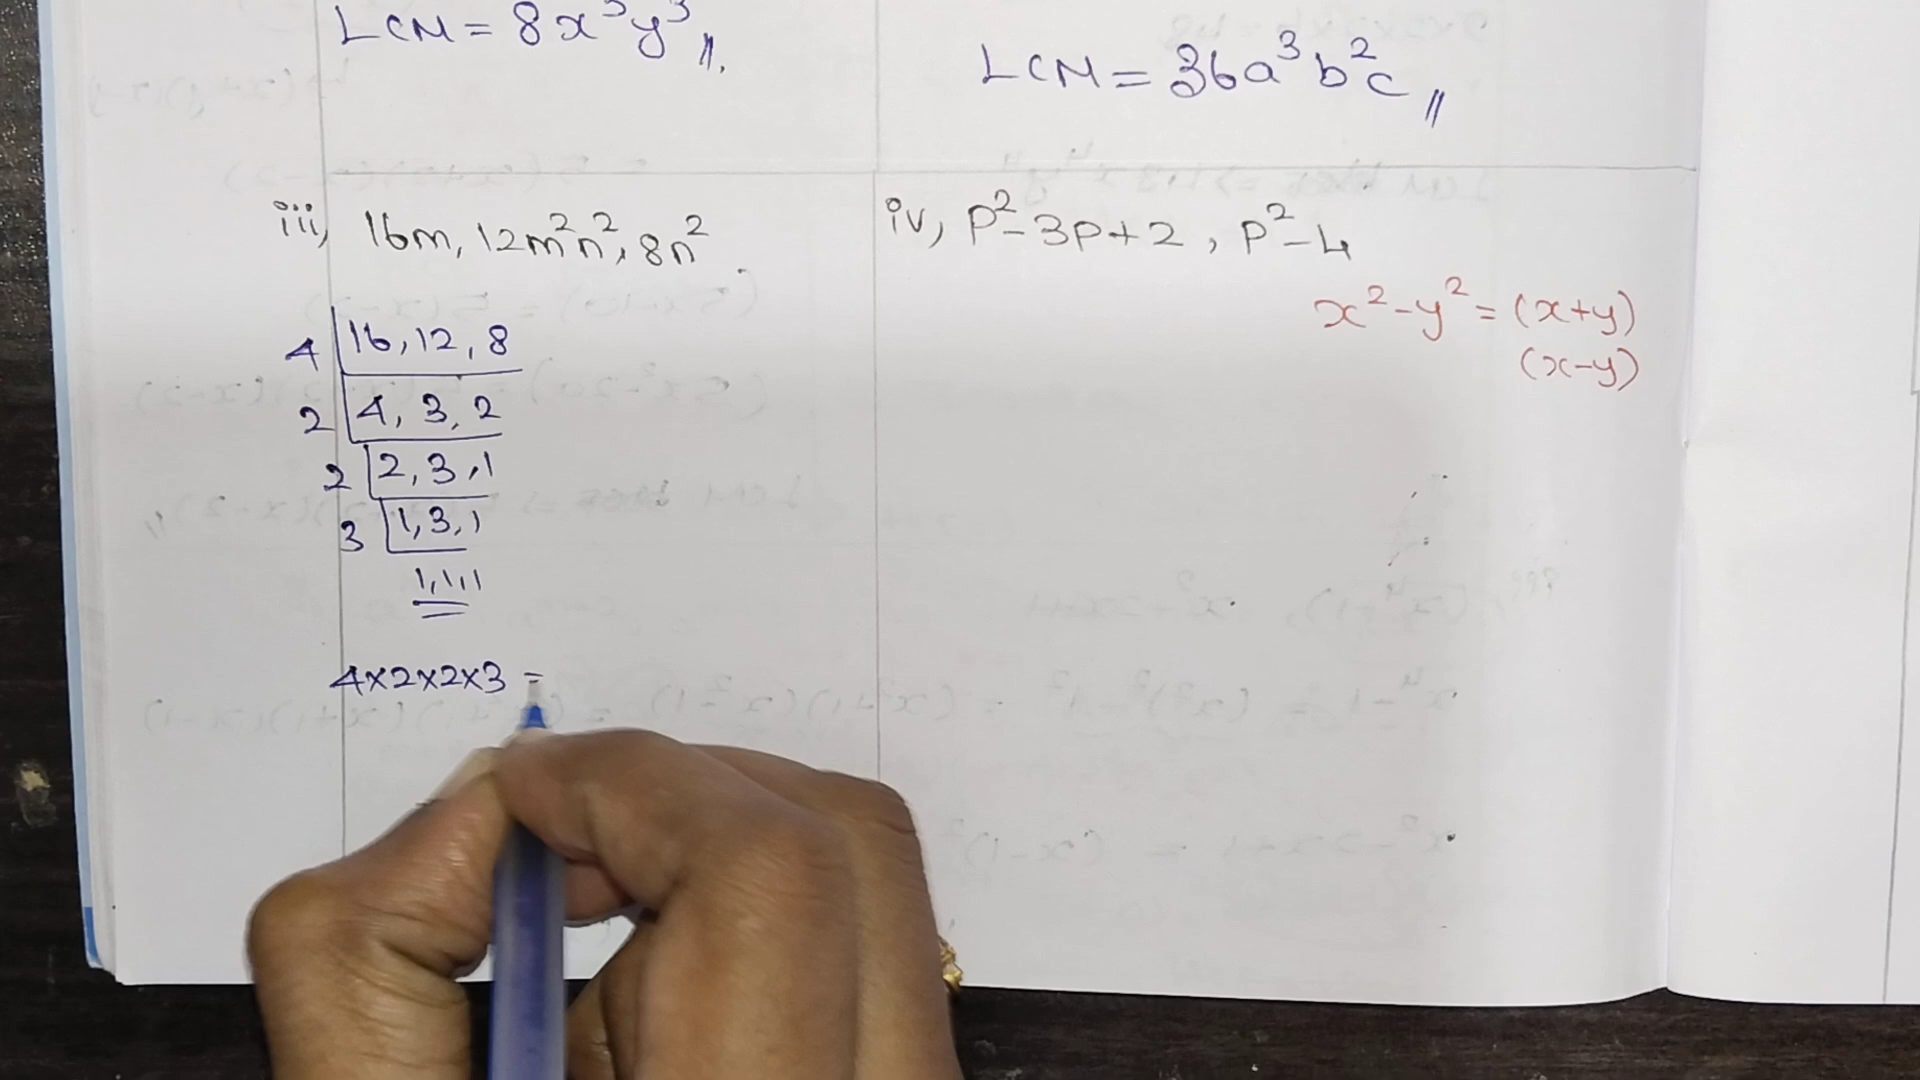 LCM = 8x³y³
LCM = 36a³b²c
iii, 16m, 12m²n², 8n²
4 | 16, 12, 8
2 | 4, 3, 2
2 | 2, 3, 1
3 | 1, 3, 1
1, 1, 1
4×2×2×3 =
iv, p²-3p+2, p²-4
x²-y² = (x+y)
(x-y)